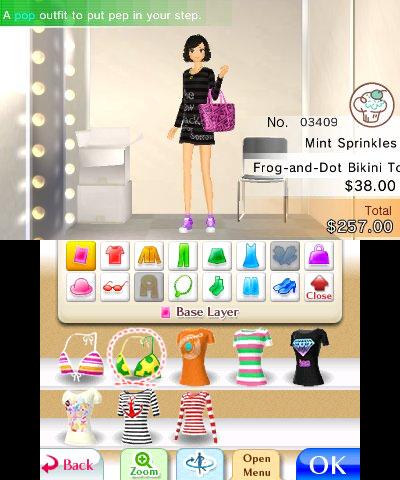 A pop outfit to put pep in your step.
No. 03409
Mint Sprinkles
Frog-and-Dot Bikini To
$38.00
Total
$257.00
Close
Base Layer
Back
Zoom
Open
Menu
OK